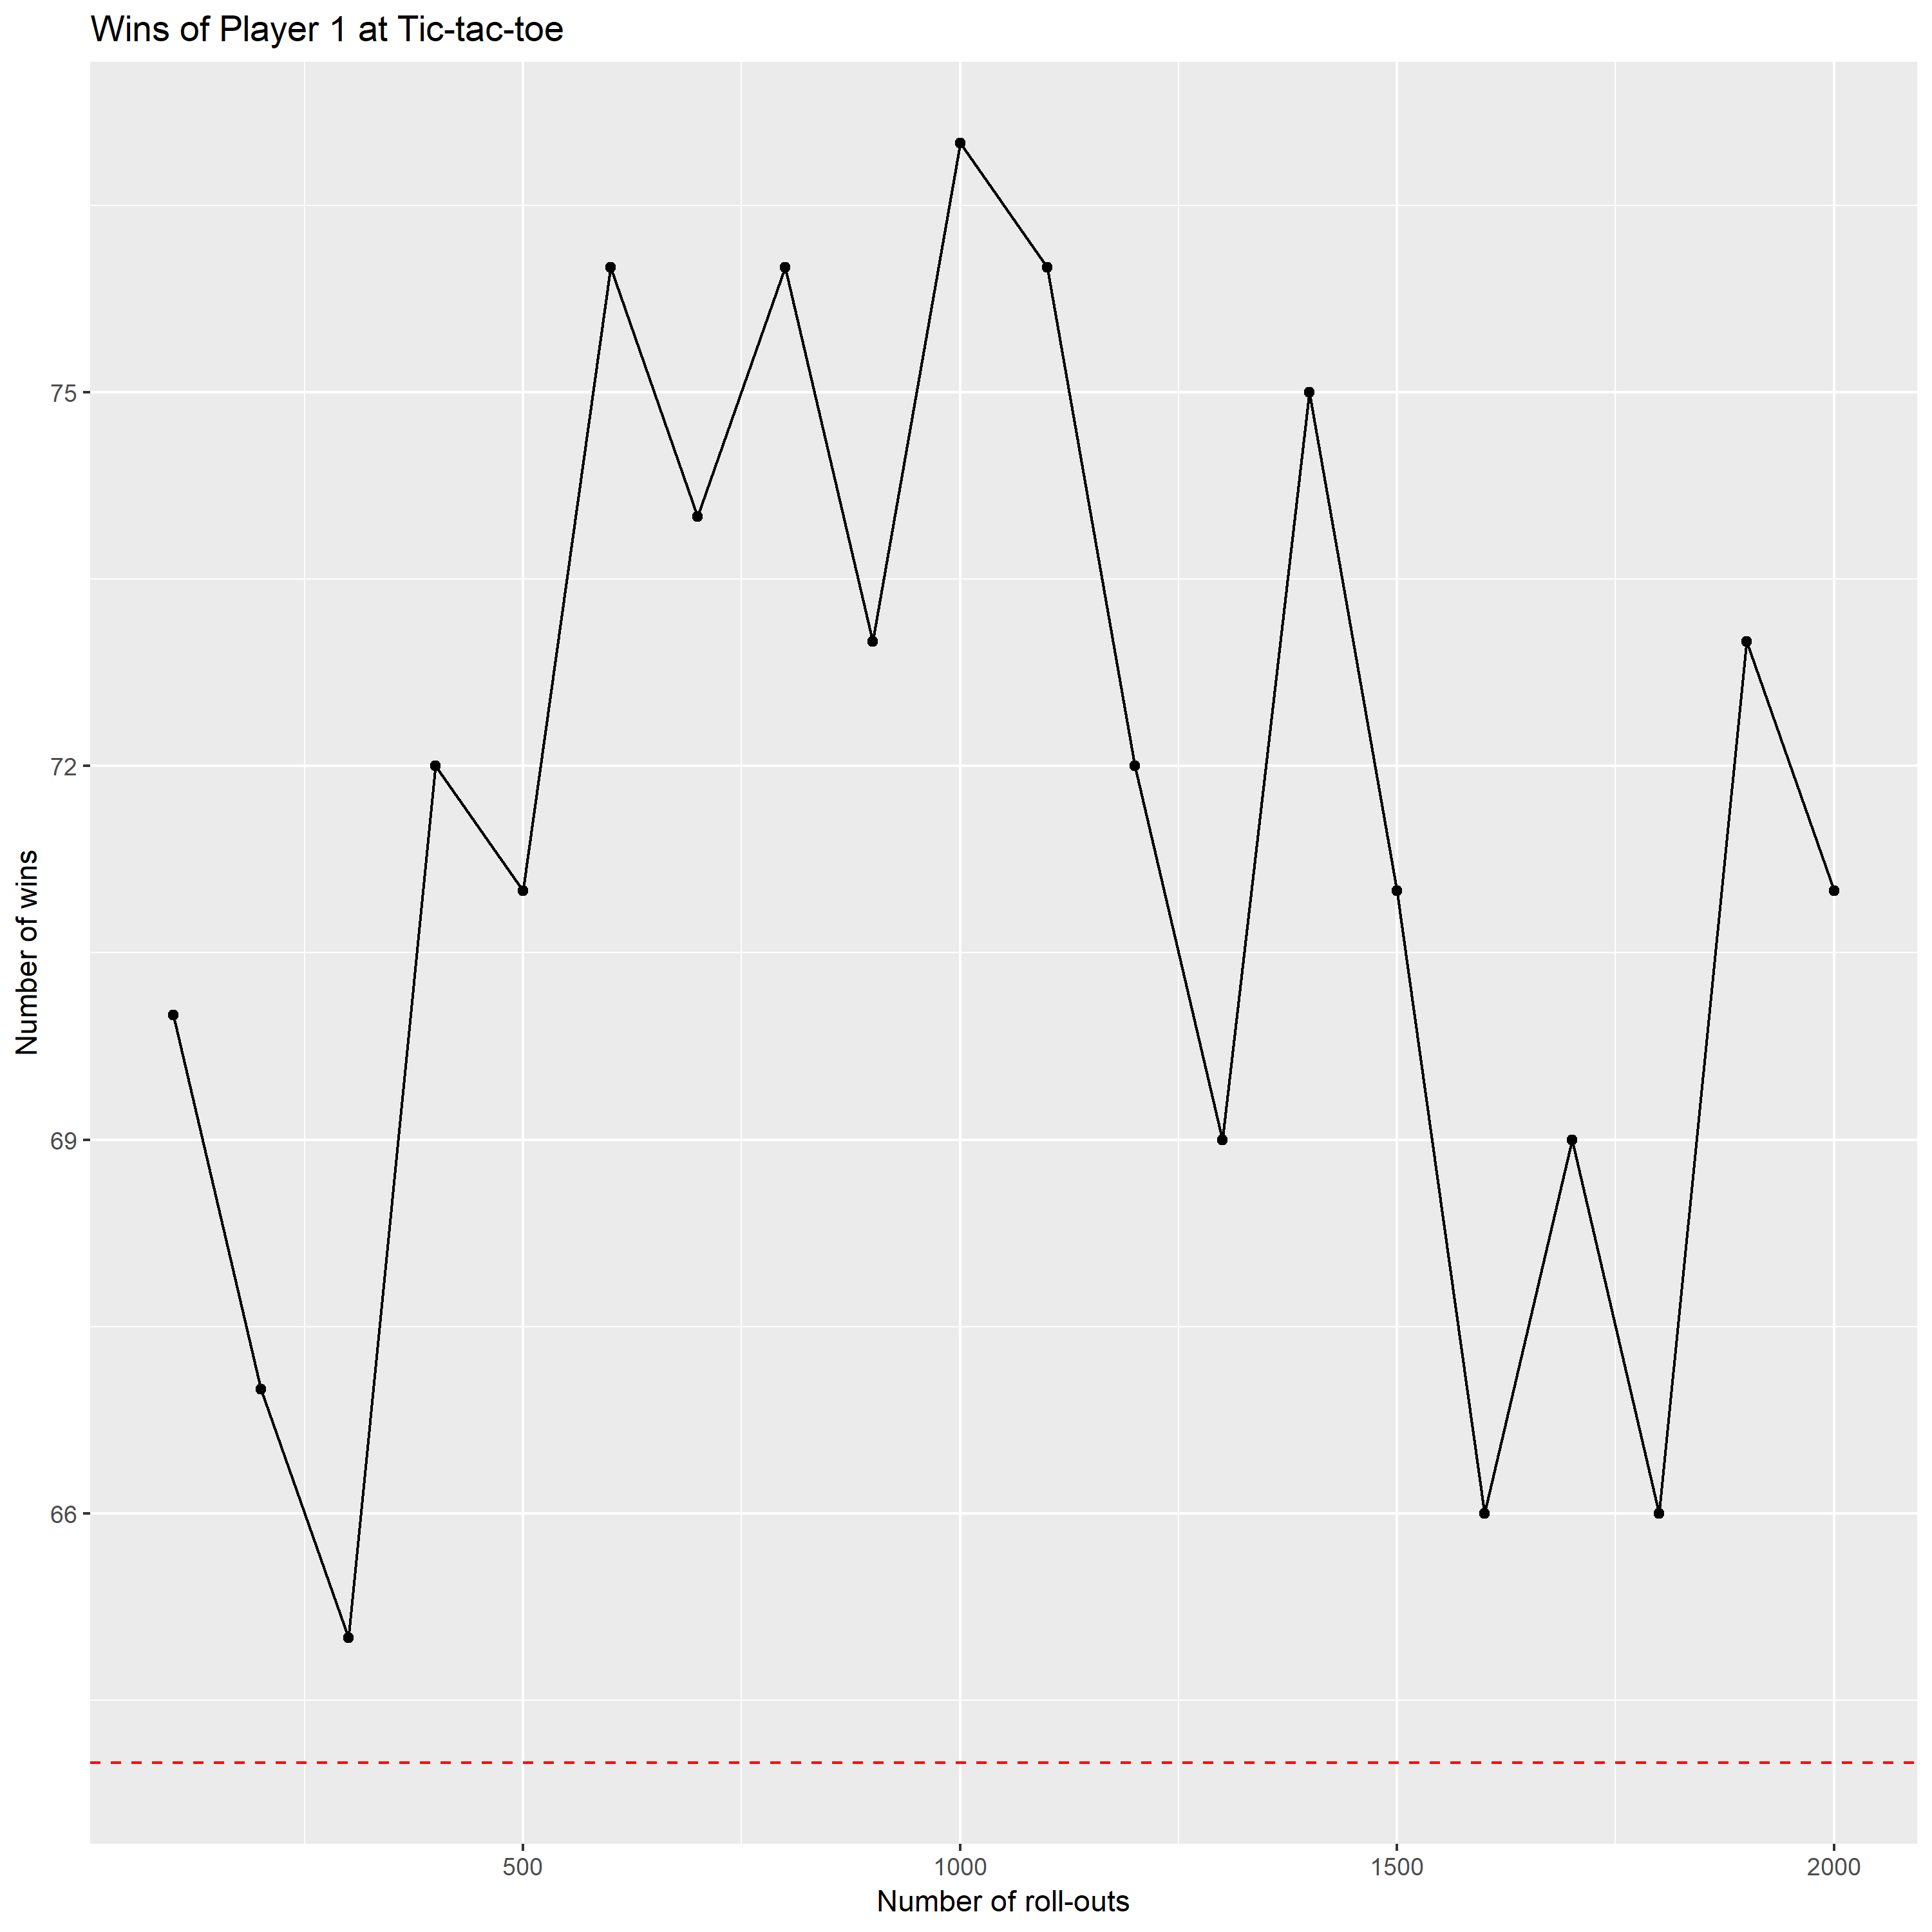 Wins of Player 1 at Tic-tac-toe
75
72
69
66
Number of wins
500 1000 1500 2000
Number of roll-outs